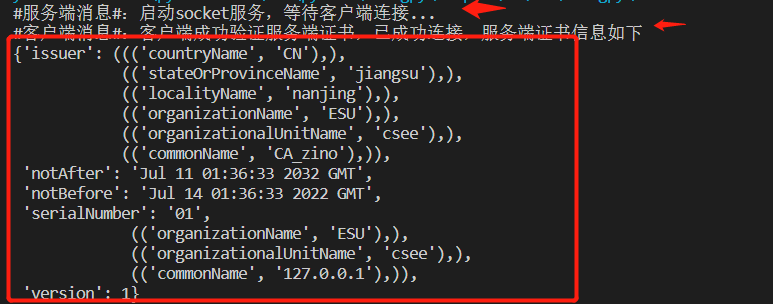 #服务端消息#: 启动socket服务, 等待客户端连接...
#客户端消息#: 客户端成功验证服务端证书, 已成功连接, 服务端证书信息如下
{'issuer': ((('countryName', 'CN'),),
(('stateOrProvinceName', 'jiangsu'),),
(('localityName', 'nanjing'),),
(('organizationName', 'ESU'),),
(('organizationalUnitName', 'csee'),),
(('commonName', 'CA_zino'),)),
'notAfter': 'Jul 11 01:36:33 2032 GMT',
'notBefore': 'Jul 14 01:36:33 2022 GMT',
'serialNumber': '01',
(('organizationName', 'ESU'),),
(('organizationalUnitName', 'csee'),),
(('commonName', '127.0.0.1'),)),
'version': 1}